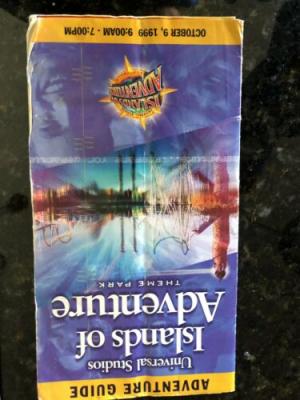 ADVENTURE GUIDE
Universal Studios
Islands of
Adventure
THEME PARK
ISLANDS OF
ADVENTURE
OCTOBER 9, 1999 9:00AM - 7:00PM